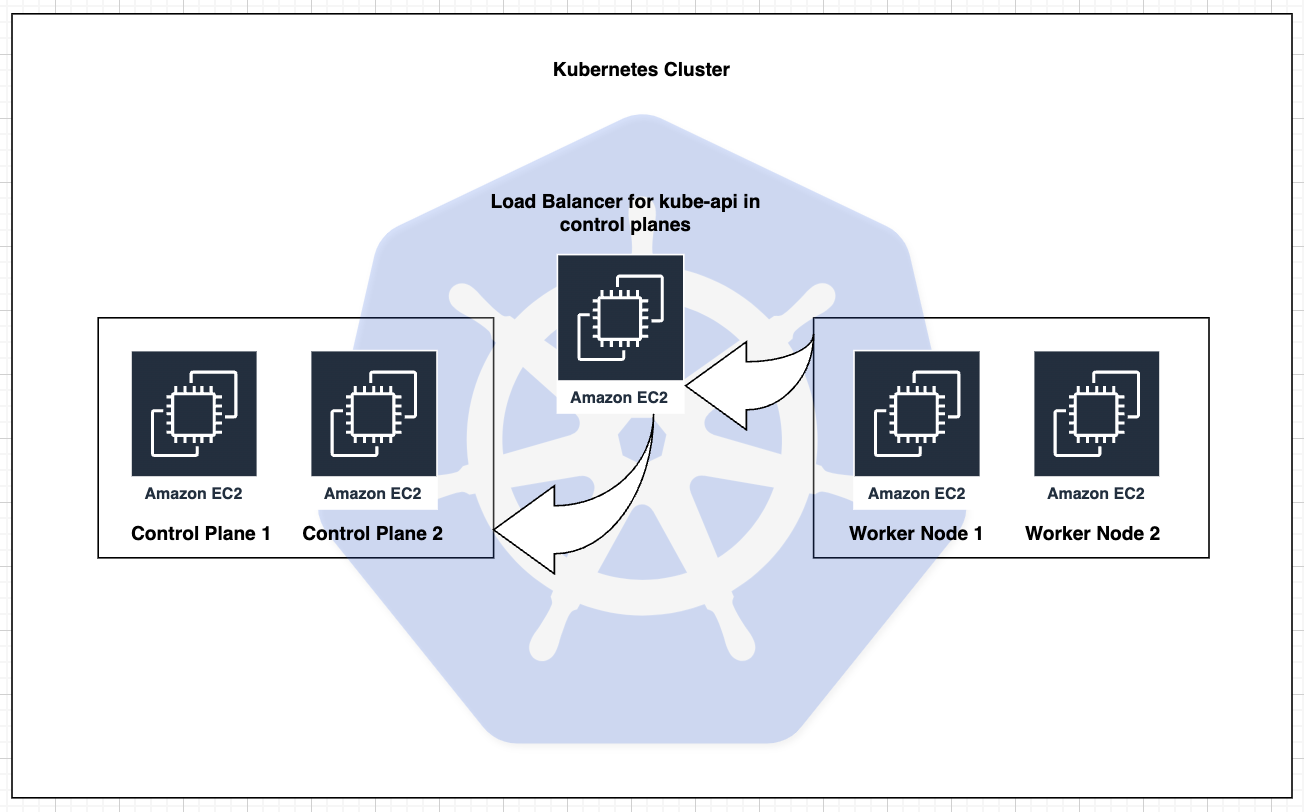 Kubernetes Cluster
Load Balancer for kube-api in
control planes
Amazon EC2
Amazon EC2
Amazon EC2
Control Plane 1
Control Plane 2
Amazon EC2
Amazon EC2
Worker Node 1
Worker Node 2